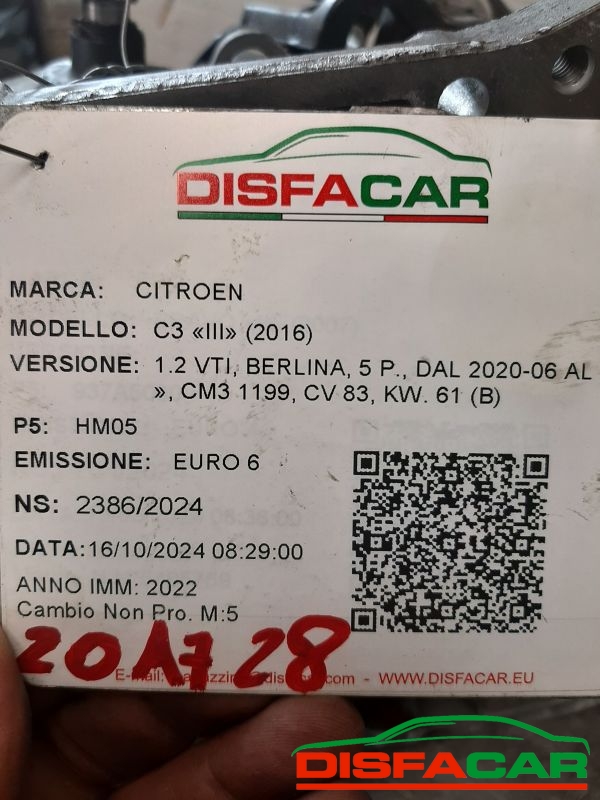 DISFACAR
MARCA: CITROEN
MODELLO: C3 «III» (2016)
VERSIONE: 1.2 VTI, BERLINA, 5 P., DAL 2020-06 AL
», CM3 1199, CV 83, KW. 61 (B)
P5: HM05
EMISSIONE: EURO 6
NS: 2386/2024
DATA:16/10/2024 08:29:00
ANNO IMM: 2022
Cambio Non Pro. M:5
20A728
E-mail: - WWW.DISFACAR.EU
DISFACAR